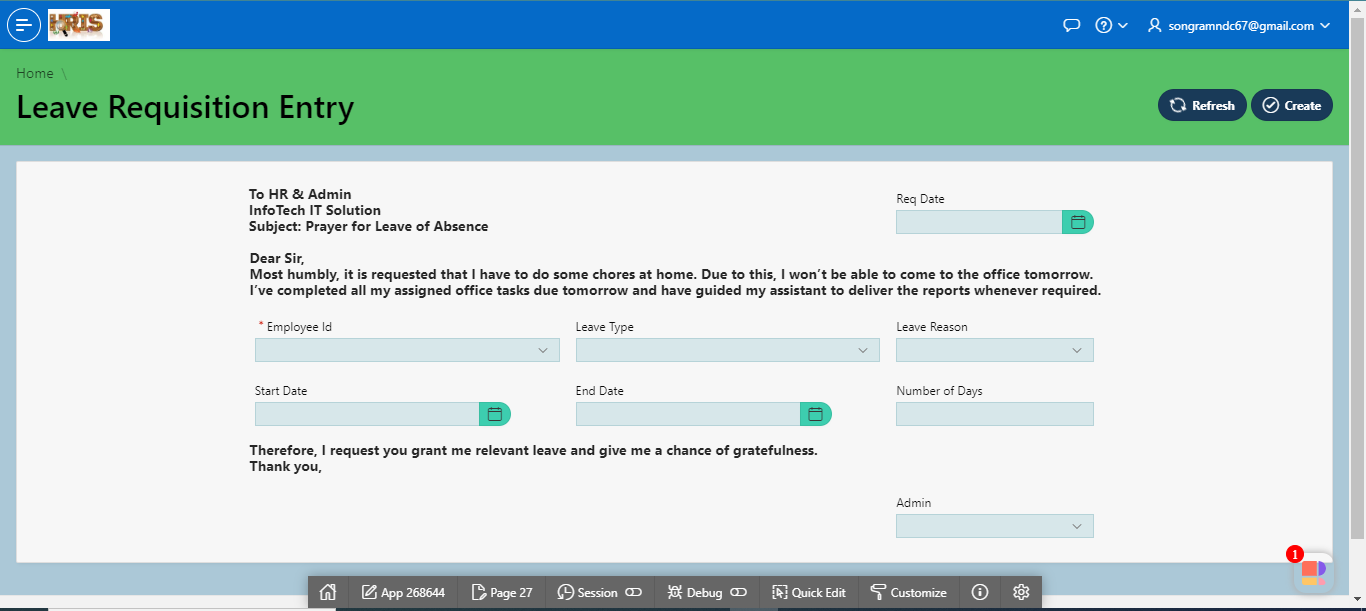 HRIS
songramndc67@gmail.com
Home \
Leave Requisition Entry
Refresh
Create
To HR & Admin
InfoTech IT Solution
Subject: Prayer for Leave of Absence
Req Date
Dear Sir,
Most humbly, it is requested that I have to do some chores at home. Due to this, I won't be able to come to the office tomorrow.
I've completed all my assigned office tasks due tomorrow and have guided my assistant to deliver the reports whenever required.
* Employee Id
Leave Type
Leave Reason
Start Date
End Date
Number of Days
Therefore, I request you grant me relevant leave and give me a chance of gratefulness.
Thank you,
Admin
1
App 268644
Page 27
Session
Debug
Quick Edit
Customize